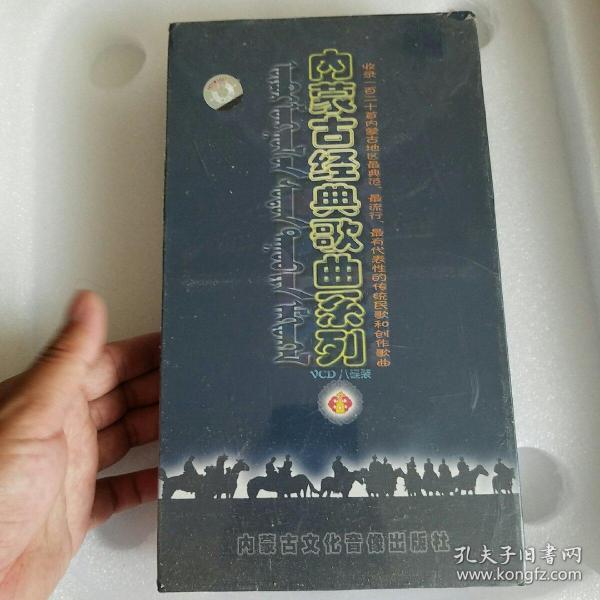 收录一百二十首内蒙古地区最典范、最流行、最有代表性的传统民歌和创作歌曲
内蒙古经典歌曲系列
VCD 八碟装
内蒙古文化音像出版社
孔夫子旧书网
www.kongfz.com